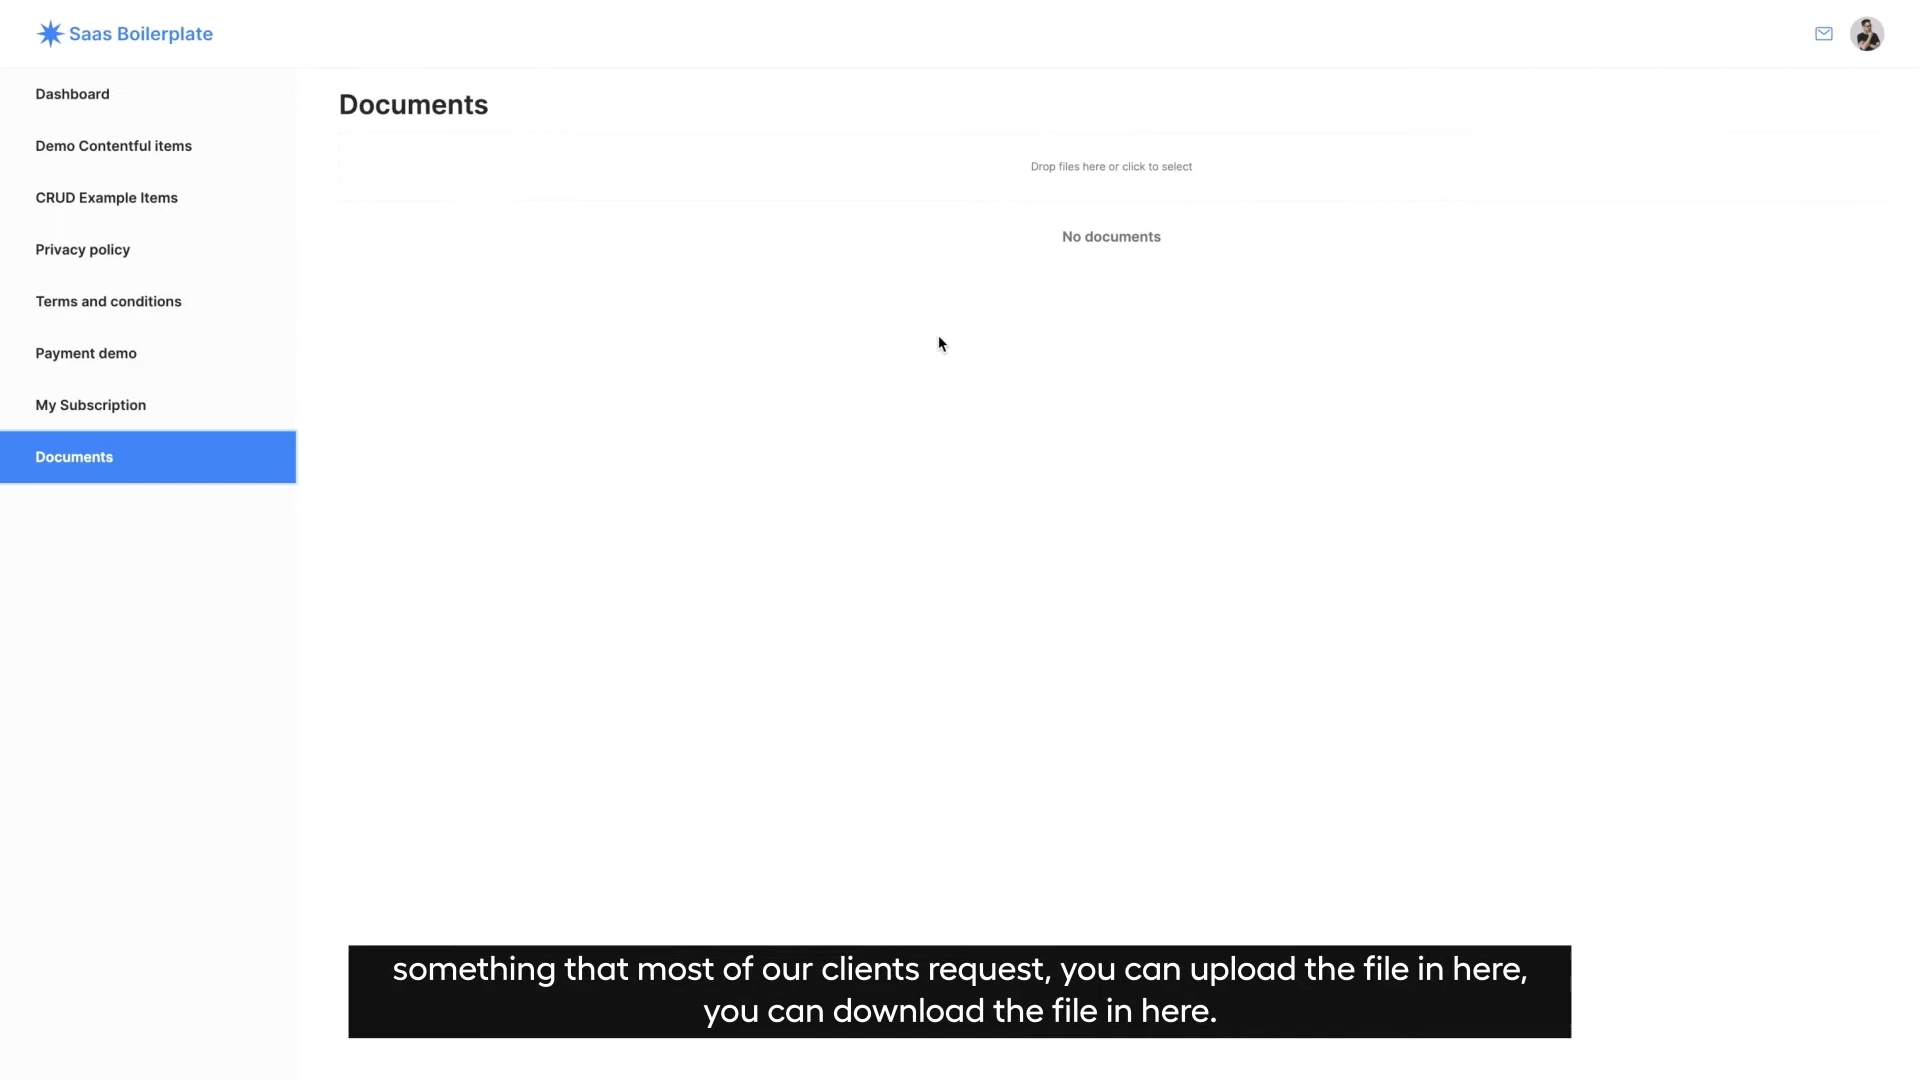 Saas Boilerplate
Dashboard
Demo Contentful items
CRUD Example Items
Privacy policy
Terms and conditions
Payment demo
My Subscription
Documents
Documents
Drop files here or click to select
No documents
something that most of our clients request, you can upload the file in here,
you can download the file in here.